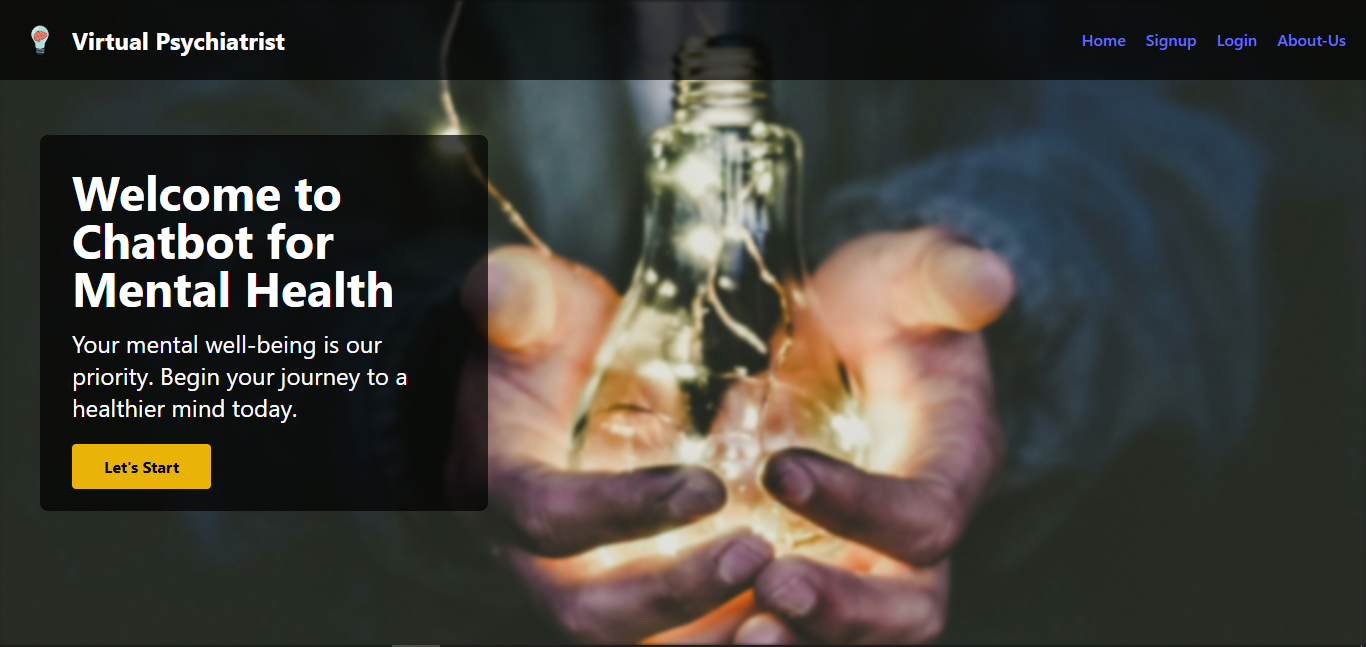 Virtual Psychiatrist
Home Signup Login About-Us
Welcome to
Chatbot for
Mental Health
Your mental well-being is our
priority. Begin your journey to a
healthier mind today.
Let's Start